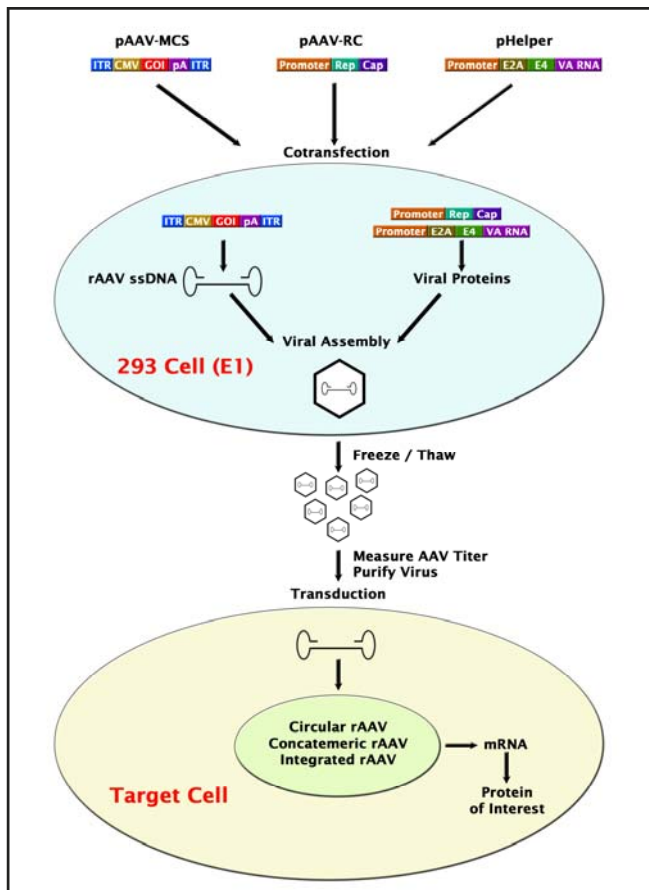 pAAV-MCS pAAV-RC pHelper
ITR CMV GOI pA ITR Promoter Rep Cap Promoter E2A E4 VA RNA
Cotransfection
ITR CMV GOI pA ITR Promoter Rep Cap
Promoter E2A E4 VA RNA
rAAV ssDNA Viral Proteins
Viral Assembly
293 Cell (E1)
Freeze / Thaw
Measure AAV Titer
Purify Virus
Transduction
Circular rAAV
Concatemeric rAAV
Integrated rAAV
mRNA
Protein
of Interest
Target Cell